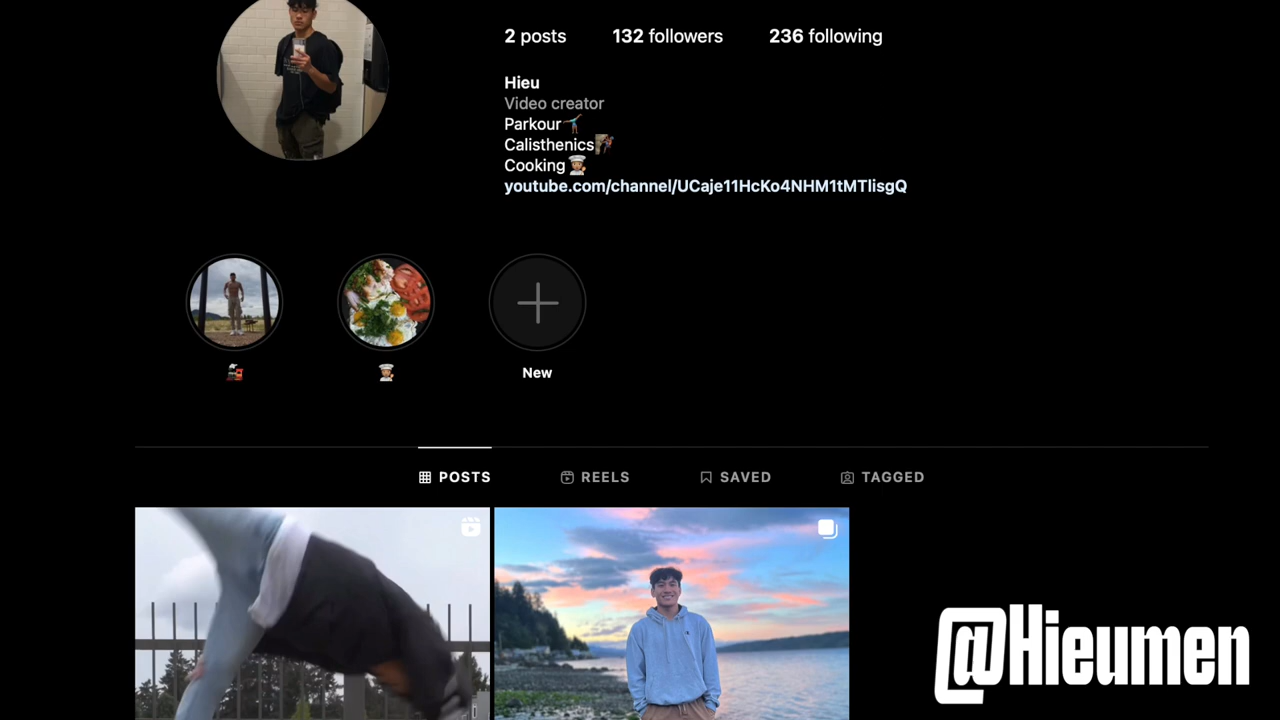 2 posts 132 followers 236 following
Hieu
Video creator
Parkour
Calisthenics
Cooking
youtube.com/channel/UCaje11HcKo4NHM1tMTlisgQ
New
POSTS REELS SAVED TAGGED
@Hieumen